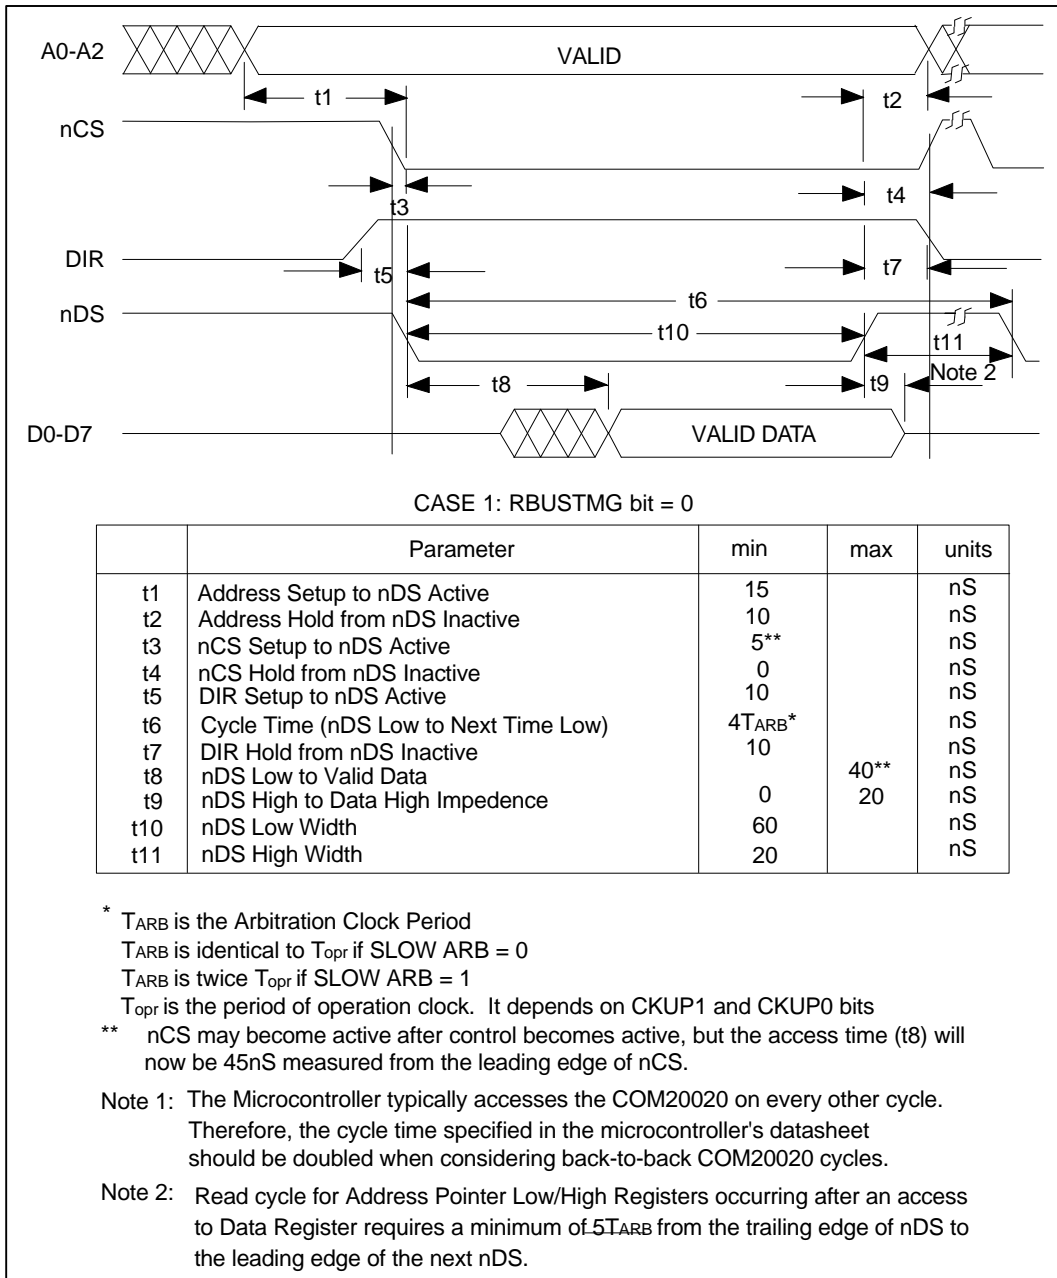 A0-A2
VALID
t1
t2
nCS
t3
t4
DIR
t5
t7
t6
nDS
t10
t11
t8
t9
Note 2
D0-D7
VALID DATA
CASE 1: RBUSTMG bit = 0
Parameter min max units
t1 Address Setup to nDS Active 15 nS
t2 Address Hold from nDS Inactive 10 nS
t3 nCS Setup to nDS Active 5** nS
t4 nCS Hold from nDS Inactive 0 nS
t5 DIR Setup to nDS Active 10 nS
t6 Cycle Time (nDS Low to Next Time Low) 4TARB* nS
t7 DIR Hold from nDS Inactive 10 nS
t8 nDS Low to Valid Data 40** nS
t9 nDS High to Data High Impedence 0 20 nS
t10 nDS Low Width 60 nS
t11 nDS High Width 20 nS
* TARB is the Arbitration Clock Period
TARB is identical to Topr if SLOW ARB = 0
TARB is twice Topr if SLOW ARB = 1
Topr is the period of operation clock. It depends on CKUP1 and CKUP0 bits
** nCS may become active after control becomes active, but the access time (t8) will
now be 45nS measured from the leading edge of nCS.
Note 1: The Microcontroller typically accesses the COM20020 on every other cycle.
Therefore, the cycle time specified in the microcontroller's datasheet
should be doubled when considering back-to-back COM20020 cycles.
Note 2: Read cycle for Address Pointer Low/High Registers occurring after an access
to Data Register requires a minimum of 5TARB from the trailing edge of nDS to
the leading edge of the next nDS.